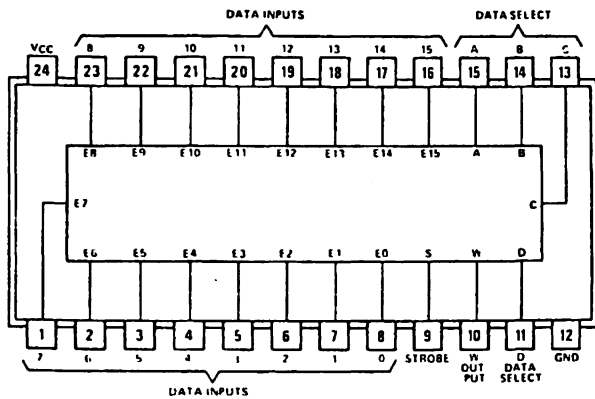 DATA INPUTS DATA SELECT
VCC 8 9 10 11 12 13 14 15 A B C
24 23 22 21 20 19 18 17 16 15 14 13
E8 E9 E10 E11 E12 E13 E14 E15 A B
E7 C
E6 E5 E4 E3 E2 E1 E0 S W D
1 2 3 4 5 6 7 8 9 10 11 12
7 6 5 4 3 2 1 0 STROBE W D GND
OUT DATA
PUT SELECT
DATA INPUTS